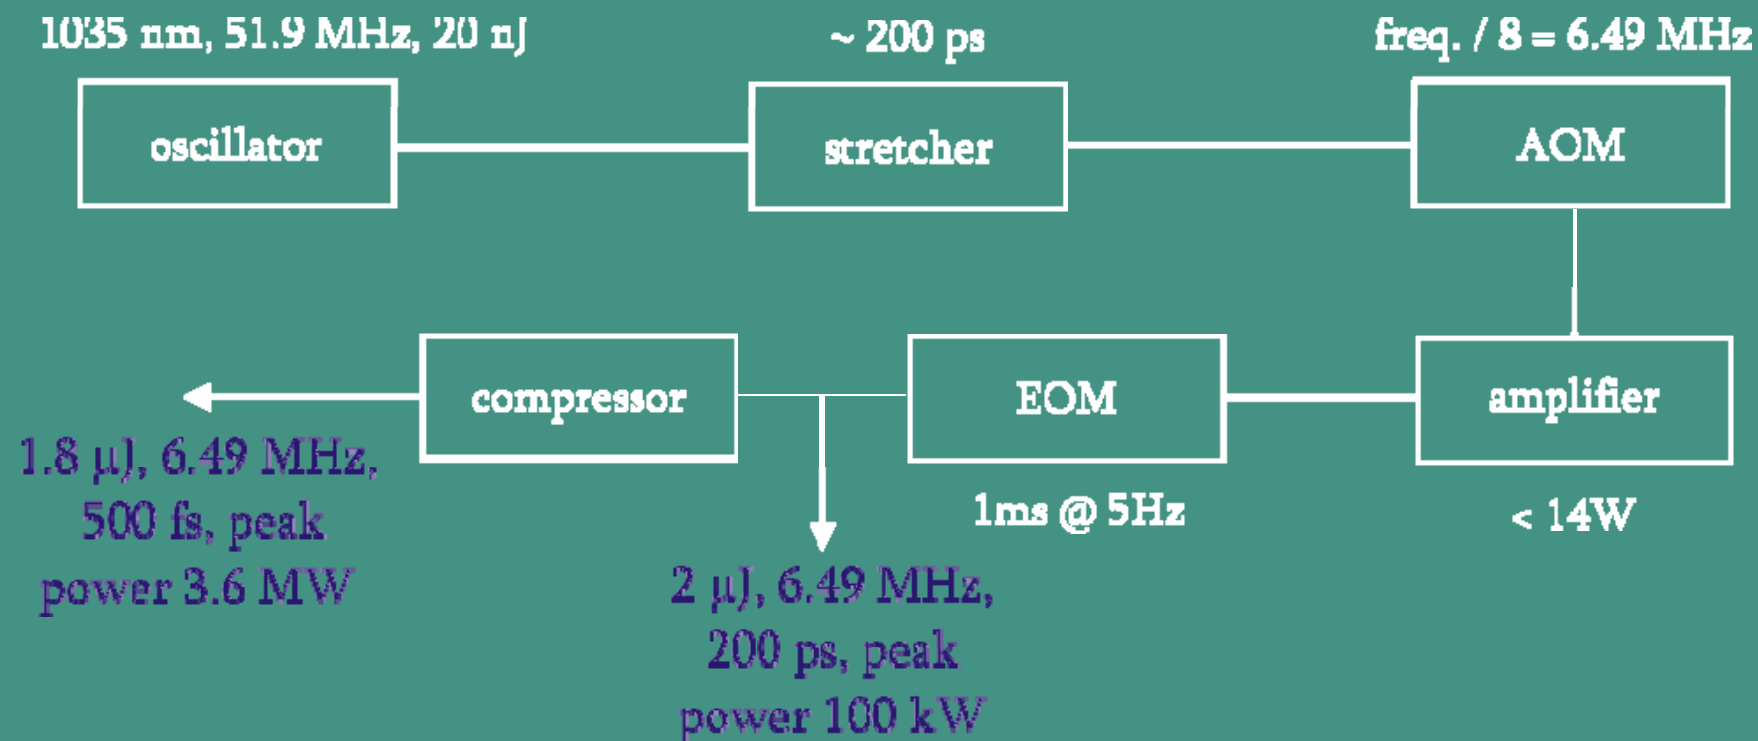 1035 nm, 51.9 MHz, 20 nJ
~ 200 ps
freq. / 8 = 6.49 MHz
oscillator
stretcher
AOM
compressor
EOM
amplifier
1.8 μJ, 6.49 MHz,
500 fs, peak
power 3.6 MW
1ms @ 5Hz
< 14W
2 μJ, 6.49 MHz,
200 ps, peak
power 100 kW